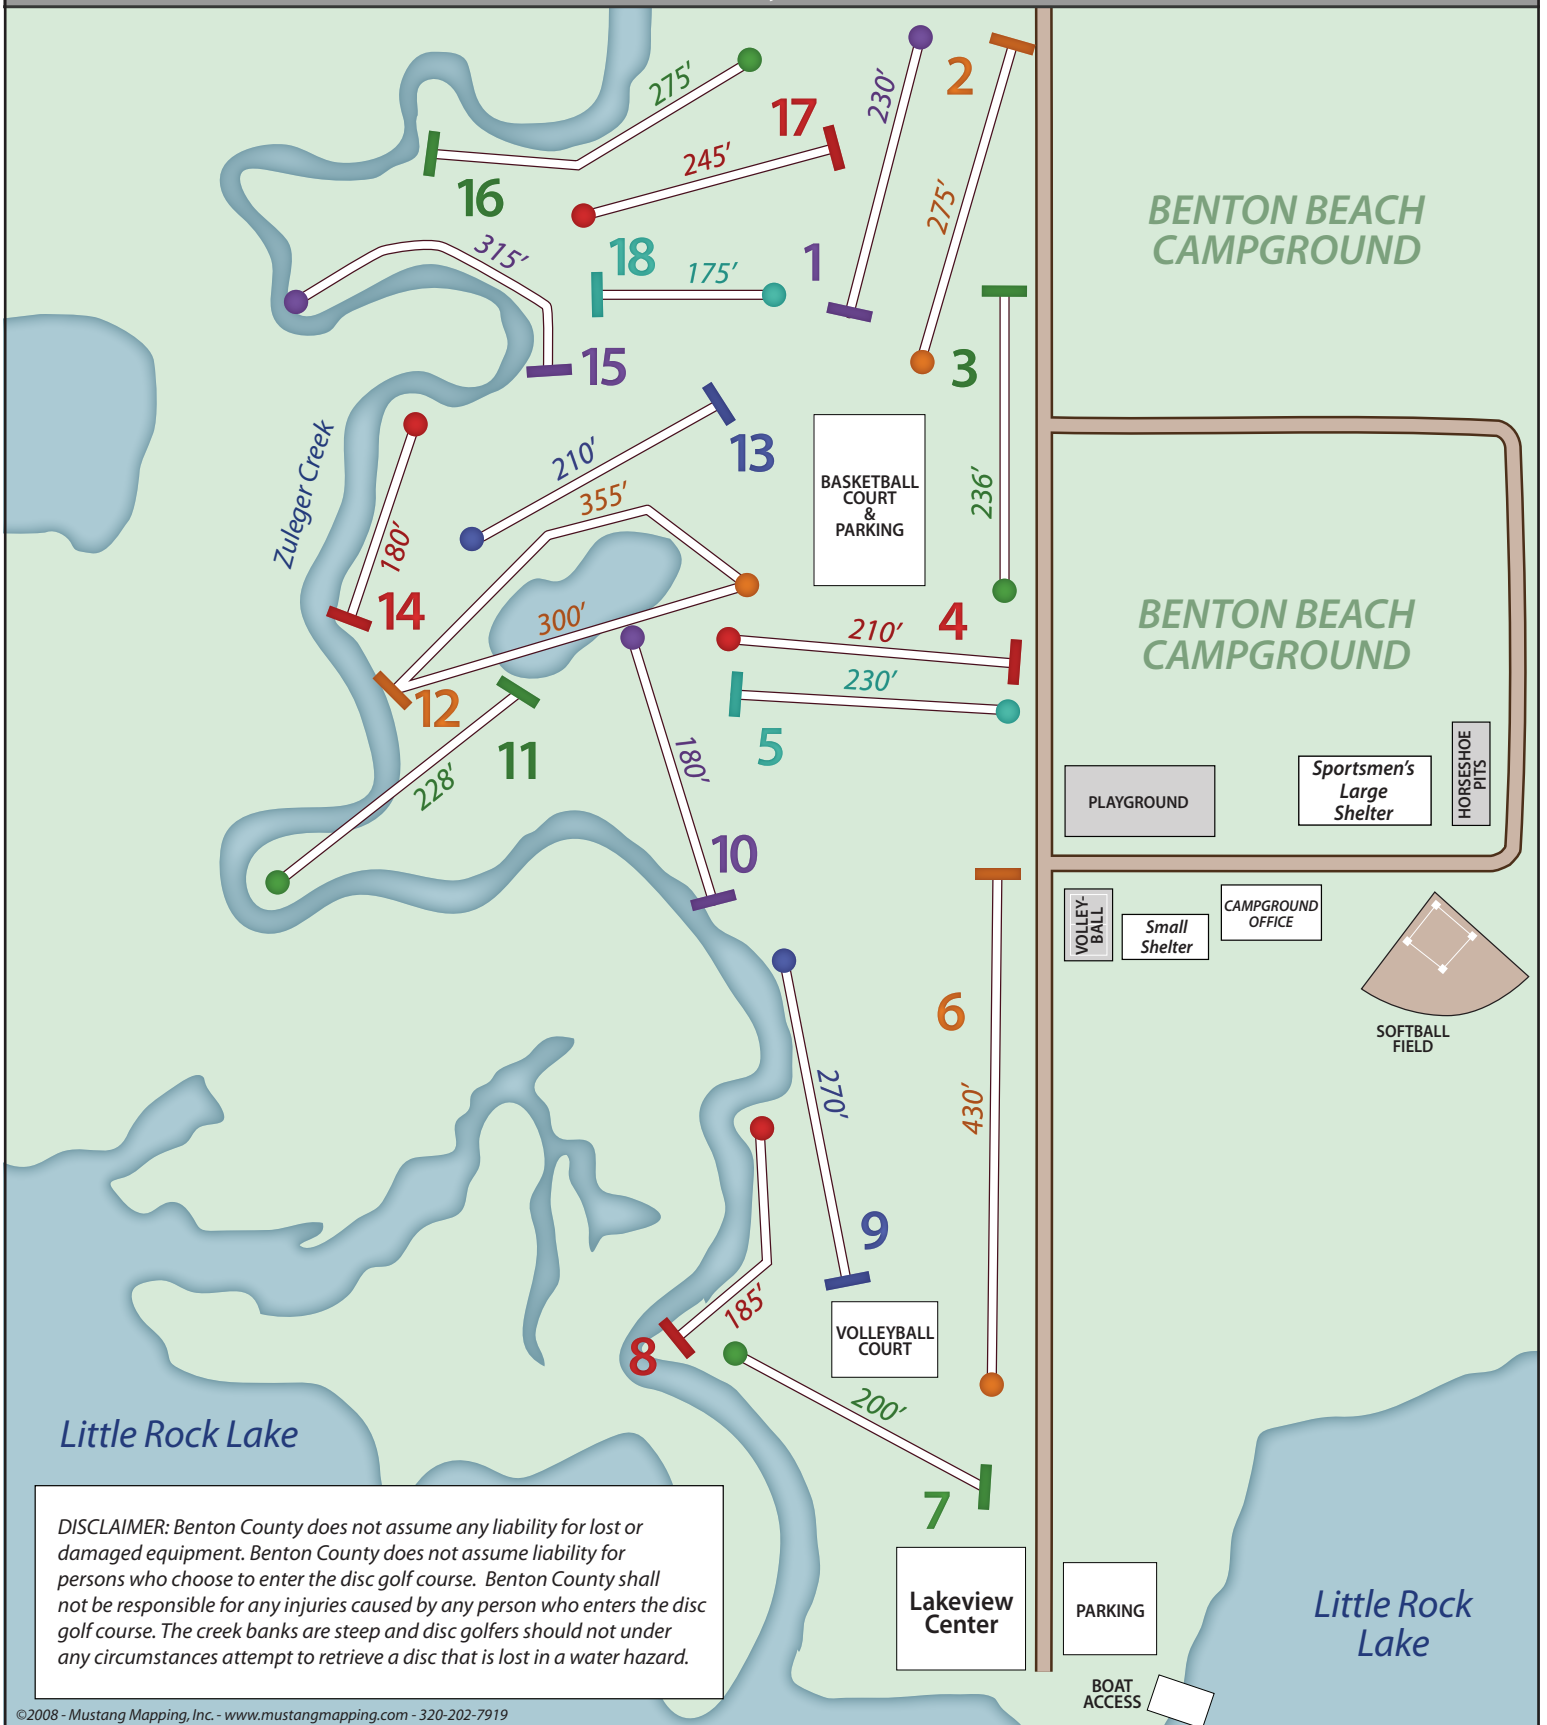 275'
230'
2
17
245'
16
275'
BENTON BEACH
CAMPGROUND
315'
18
175'
1
15
3
13
210'
355'
Zuleger Creek
180'
236'
BASKETBALL
COURT
&
PARKING
14
300'
4
210'
BENTON BEACH
CAMPGROUND
230'
12
11
5
228'
180'
10
PLAYGROUND
Sportsmen's
Large
Shelter
HORSESHOE
PITS
VOLLEY-
BALL
Small
Shelter
CAMPGROUND
OFFICE
6
SOFTBALL
FIELD
270'
430'
9
185'
8
VOLLEYBALL
COURT
200'
7
Little Rock Lake
DISCLAIMER: Benton County does not assume any liability for lost or
damaged equipment. Benton County does not assume liability for
persons who choose to enter the disc golf course. Benton County shall
not be responsible for any injuries caused by any person who enters the disc
golf course. The creek banks are steep and disc golfers should not under
any circumstances attempt to retrieve a disc that is lost in a water hazard.
Lakeview
Center
PARKING
Little Rock
Lake
BOAT
ACCESS
©2008 - Mustang Mapping, Inc. - www.mustangmapping.com - 320-202-7919